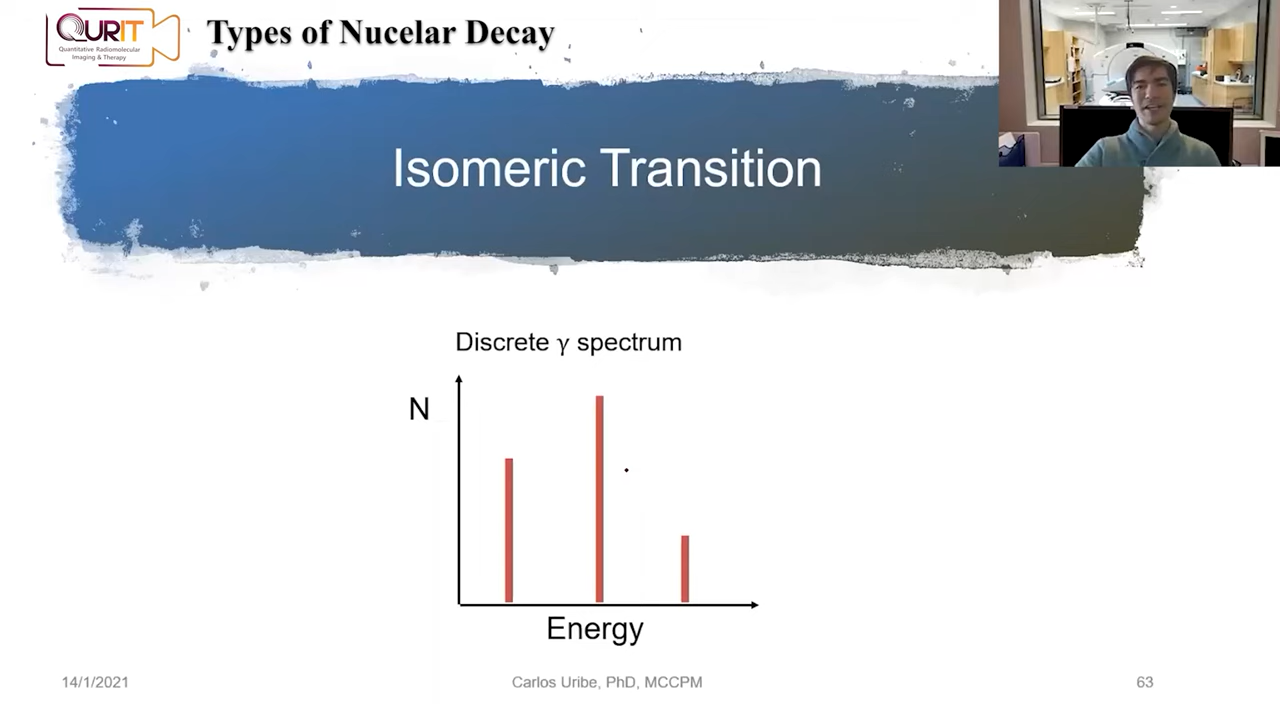 QURIT
Quantitative Radiomolecular
Imaging & Therapy
Types of Nucelar Decay
Isomeric Transition
Discrete γ spectrum
N
Energy
14/1/2021
Carlos Uribe, PhD, MCCPM
63